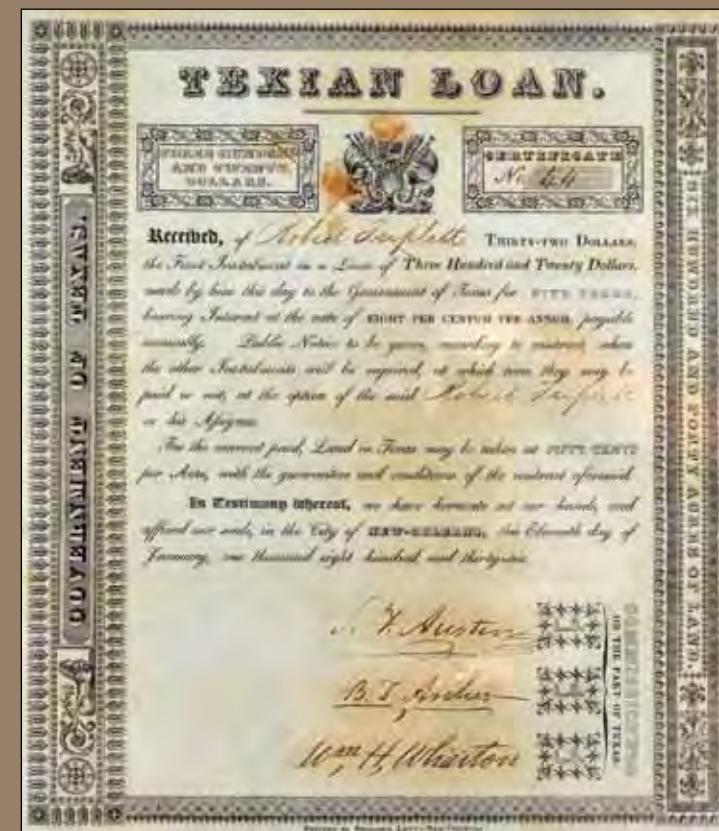 TEXIAN LOAN.
THREE HUNDRED
AND TWENTY
DOLLARS.
CERTIFICATE
No. 44
Received, of Robert Triplett THIRTY-TWO DOLLARS,
the First Instalment on a Loan of Three Hundred and Twenty Dollars,
made by him this day to the Government of Texas for FIVE YEARS,
bearing Interest at the rate of EIGHT PER CENTUM PER ANNUM, payable
annually. Public Notice to be given, according to contract, when
the other Instalments will be required, at which time they may be
paid or not, at the option of the said Robert Triplett
or his Assignee.
For the amount paid, Land in Texas may be taken at FIFTY CENTS
per Acre, with the guarantees and conditions of the contract aforesaid.
In Testimony whereof, we have hereunto set our hands, and
affixed our seals, in the City of NEW-ORLEANS, this Eleventh day of
January, one thousand eight hundred and thirty-six.
S. F. Austin
B. T. Archer
Wm H. Wharton
COMMISSIONERS
ON THE PART OF TEXAS.
GOVERNMENT OF TEXAS.
SIX HUNDRED AND FORTY ACRES OF LAND.